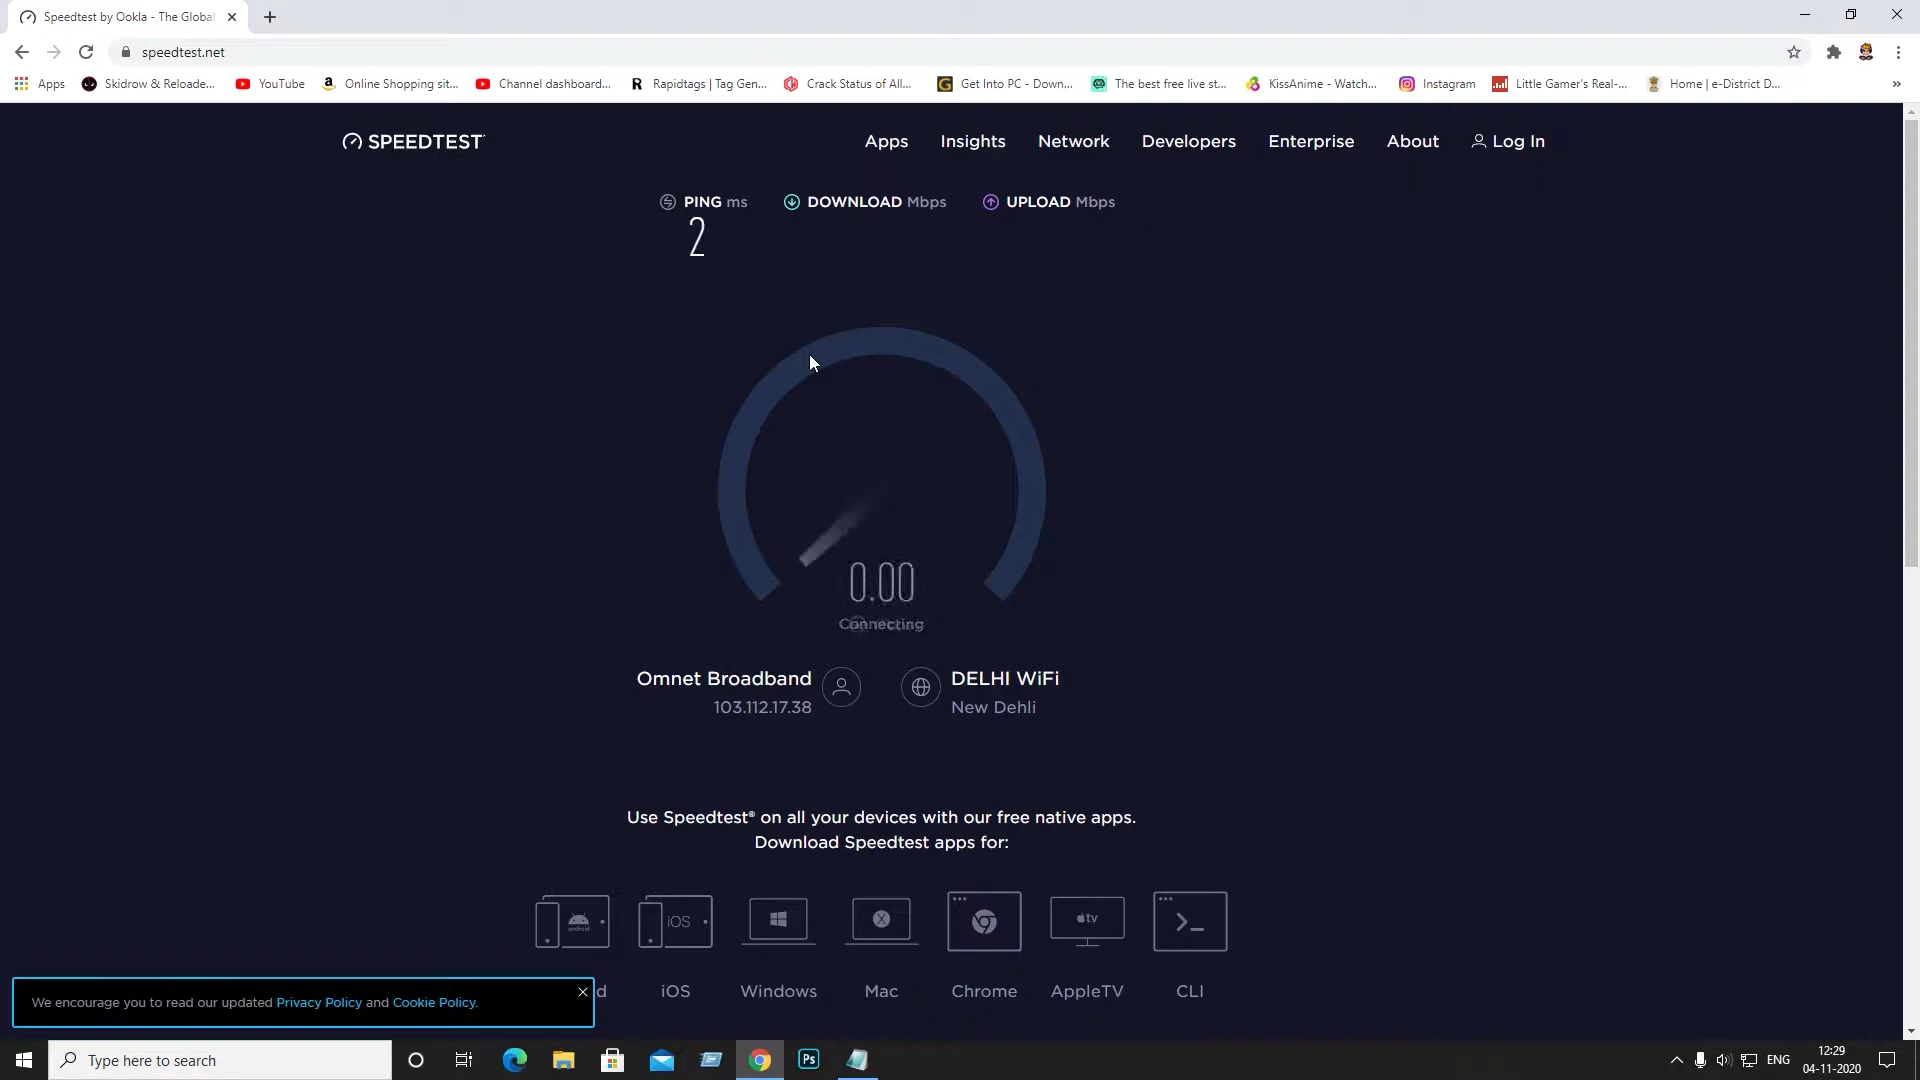 Speedtest by Ookla - The Global
speedtest.net
Apps
Skidrow & Reloade...
YouTube
Online Shopping sit...
Channel dashboard...
Rapidtags | Tag Gen...
Crack Status of All...
Get Into PC - Down...
The best free live st...
KissAnime - Watch...
Instagram
Little Gamer's Real-...
Home | e-District D...
SPEEDTEST
Apps
Insights
Network
Developers
Enterprise
About
Log In
PING ms
DOWNLOAD Mbps
UPLOAD Mbps
2
0.00
Connecting
Omnet Broadband
103.112.17.38
DELHI WiFi
New Dehli
Use Speedtest® on all your devices with our free native apps.
Download Speedtest apps for:
android
iOS
tv
d
iOS
Windows
Mac
Chrome
AppleTV
CLI
We encourage you to read our updated Privacy Policy and Cookie Policy.
Type here to search
Ps
ENG
12:29
04-11-2020